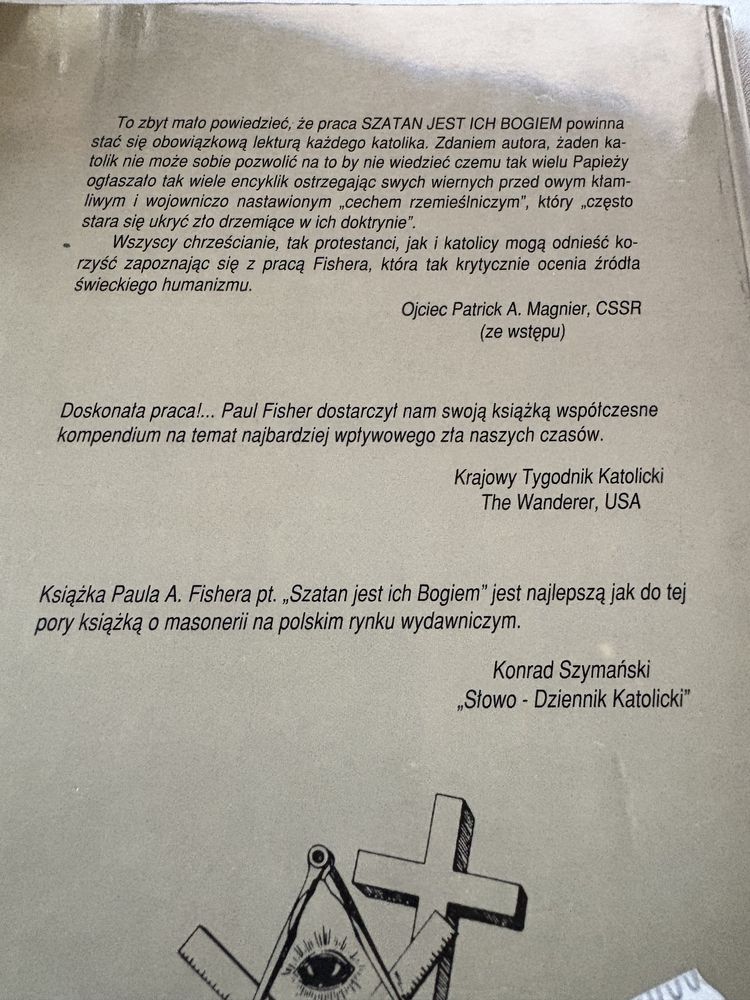 To zbyt mało powiedzieć, że praca SZATAN JEST ICH BOGIEM powinna
stać się obowiązkową lekturą każdego katolika. Zdaniem autora, żaden ka-
tolik nie może sobie pozwolić na to by nie wiedzieć czemu tak wielu Papieży
ogłaszało tak wiele encyklik ostrzegając swych wiernych przed owym kłam-
liwym i wojowniczo nastawionym „cechem rzemieślniczym”, który „często
stara się ukryć zło drzemiące w ich doktrynie”.
Wszyscy chrześcianie, tak protestanci, jak i katolicy mogą odnieść ko-
rzyść zapoznając się z pracą Fishera, która tak krytycznie ocenia źródła
świeckiego humanizmu.
Ojciec Patrick A. Magnier, CSSR
(ze wstępu)
Doskonała praca!... Paul Fisher dostarczył nam swoją książką współczesne
kompendium na temat najbardziej wpływowego zła naszych czasów.
Krajowy Tygodnik Katolicki
The Wanderer, USA
Książka Paula A. Fishera pt. „Szatan jest ich Bogiem” jest najlepszą jak do tej
pory książką o masonerii na polskim rynku wydawniczym.
Konrad Szymański
„Słowo - Dziennik Katolicki”